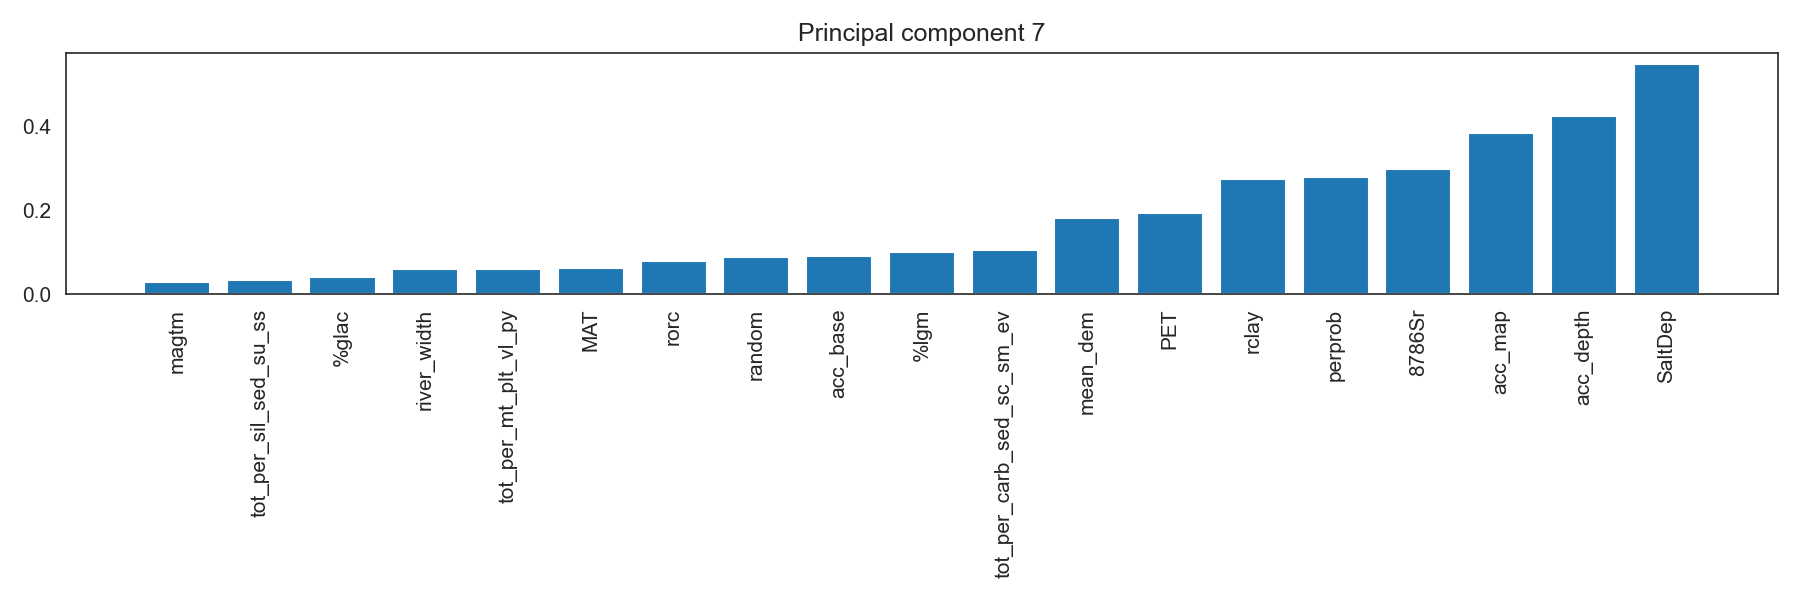 Principal component 7
0.4
0.2
0.0
magtm
tot_per_sil_sed_su_ss
%glac
river_width
tot_per_mt_plt_vl_py
MAT
rorc
random
acc_base
%lgm
tot_per_carb_sed_sc_sm_ev
mean_dem
PET
rclay
perprob
8786Sr
acc_map
acc_depth
SaltDep